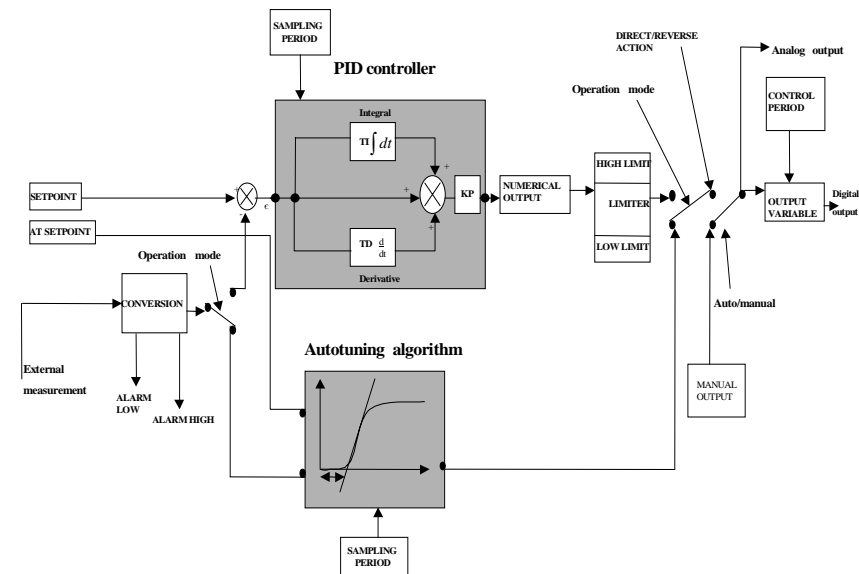 SAMPLING
PERIOD
DIRECT/REVERSE
ACTION
Analog output
PID controller
Operation mode
CONTROL
PERIOD
Integral
TI ∫ dt
+
HIGH LIMIT
SETPOINT
+
ϵ
-
+
KP
NUMERICAL
OUTPUT
LIMITER
OUTPUT
VARIABLE
Digital
output
AT SETPOINT
+
TD d
dt
LOW LIMIT
Operation mode
Derivative
CONVERSION
Auto/manual
External
measurement
ALARM
LOW
ALARM HIGH
Autotuning algorithm
MANUAL
OUTPUT
SAMPLING
PERIOD